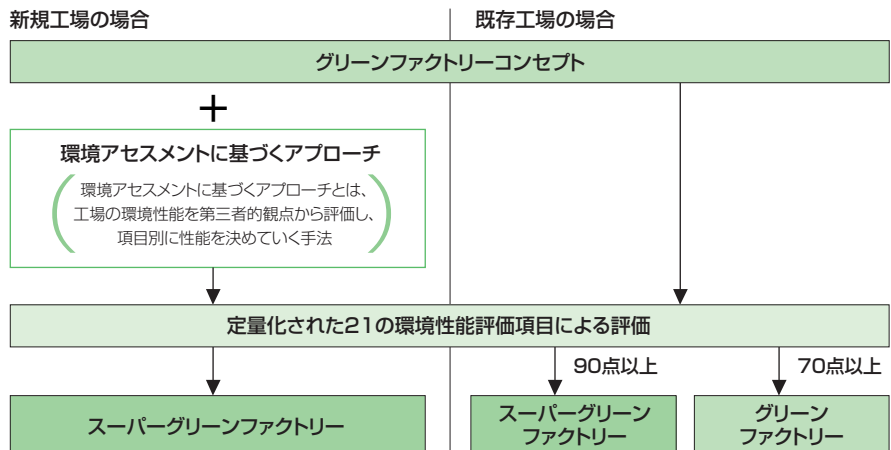 新規工場の場合
既存工場の場合
グリーンファクトリーコンセプト
+
環境アセスメントに基づくアプローチ
環境アセスメントに基づくアプローチとは、
工場の環境性能を第三者的観点から評価し、
項目別に性能を決めていく手法
定量化された21の環境性能評価項目による評価
90点以上
70点以上
スーパーグリーンファクトリー
スーパーグリーン
ファクトリー
グリーン
ファクトリー